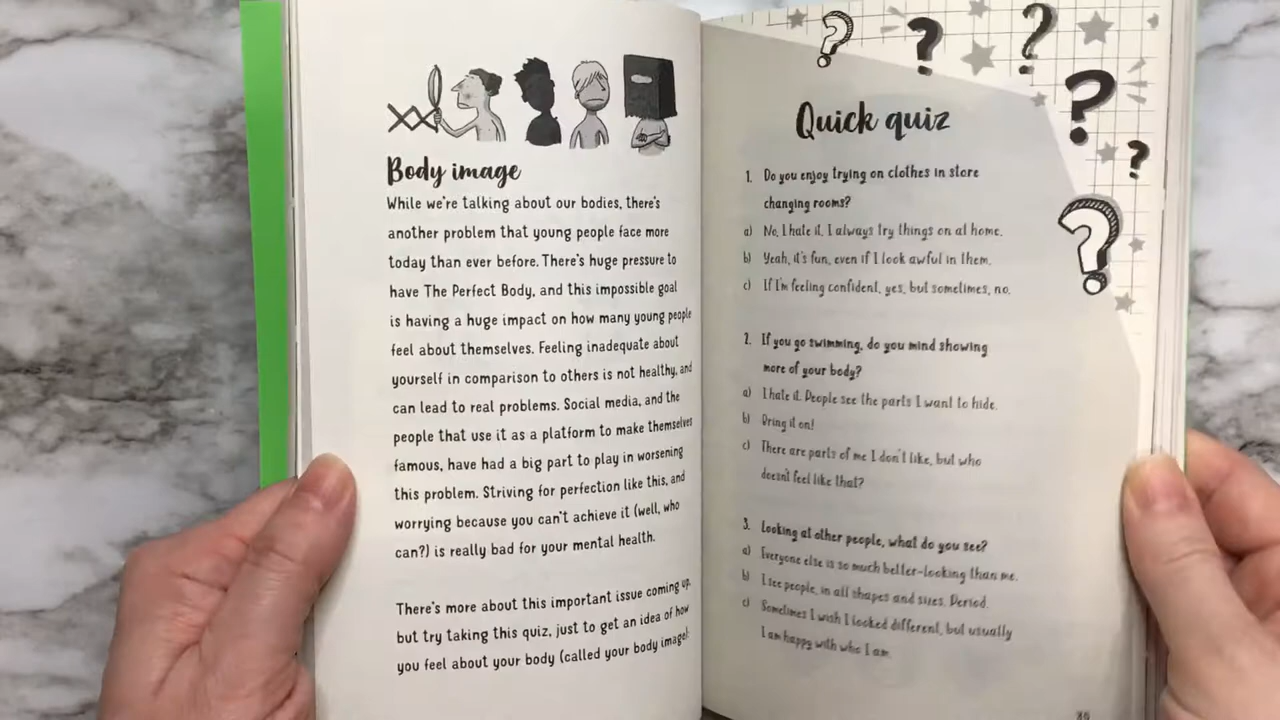 Body image
While we're talking about our bodies, there's
another problem that young people face more
today than ever before. There's huge pressure to
have The Perfect Body, and this impossible goal
is having a huge impact on how many young people
feel about themselves. Feeling inadequate about
yourself in comparison to others is not healthy, and
can lead to real problems. Social media, and the
people that use it as a platform to make themselves
famous, have had a big part to play in worsening
this problem. Striving for perfection like this, and
worrying because you can't achieve it (well, who
can?) is really bad for your mental health.
There's more about this important issue coming up,
but try taking this quiz, just to get an idea of how
you feel about your body (called your body image):
Quick quiz
1. Do you enjoy trying on clothes in store
changing rooms?
a) No, I hate it, I always try things on at home.
b) Yeah, it's fun, even if I look awful in them.
c) If I'm feeling confident, yes, but sometimes, no.
2. If you go swimming, do you mind showing
more of your body?
a) I hate it. People see the parts I want to hide.
b) Bring it on!
c) There are parts of me I don't like, but who
doesn't feel like that?
3. Looking at other people, what do you see?
a) Everyone else is so much better-looking than me.
b) I see people, in all shapes and sizes. Period.
c) Sometimes I wish I looked different, but usually
I am happy with who I am.